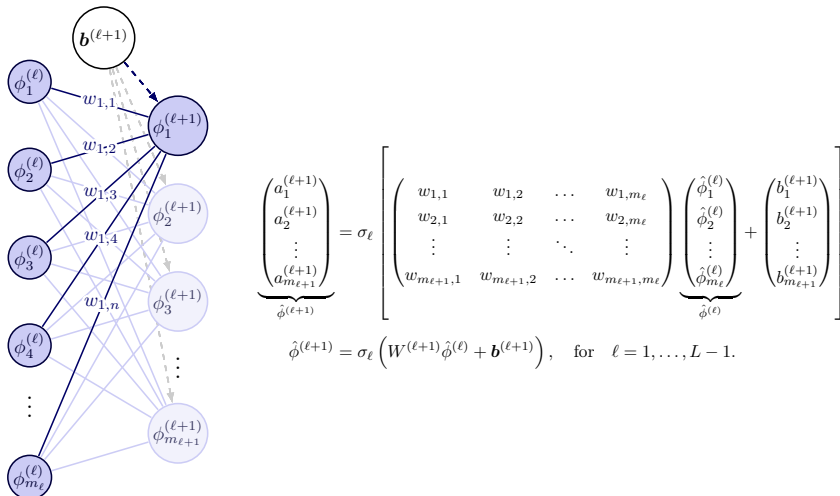 b^{(ℓ+1)}
ϕ_1^{(ℓ)}
w_{1,1}
ϕ_1^{(ℓ+1)}
ϕ_2^{(ℓ)}
w_{1,2}
ϕ_2^{(ℓ+1)}
w_{1,3}
ϕ_3^{(ℓ)}
w_{1,4}
ϕ_3^{(ℓ+1)}
w_{1,n}
ϕ_4^{(ℓ)}
⋮
⋮
ϕ_{m_{ℓ+1}}^{(ℓ+1)}
ϕ_{m_ℓ}^{(ℓ)}
(a_1^{(ℓ+1)} a_2^{(ℓ+1)} ⋮ a_{m_{ℓ+1}}^{(ℓ+1)}) = σ_ℓ [ (w_{1,1} w_{1,2} … w_{1,m_ℓ}
w_{2,1} w_{2,2} … w_{2,m_ℓ}
⋮ ⋮ ⋱ ⋮
w_{m_{ℓ+1},1} w_{m_{ℓ+1},2} … w_{m_{ℓ+1},m_ℓ}) (ϕ̂_1^{(ℓ)} ϕ̂_2^{(ℓ)} ⋮ ϕ̂_{m_ℓ}^{(ℓ)}) + (b_1^{(ℓ+1)} b_2^{(ℓ+1)} ⋮ b_{m_{ℓ+1}}^{(ℓ+1)}) ]
ϕ̂^{(ℓ+1)} ϕ̂^{(ℓ)}
ϕ̂^{(ℓ+1)} = σ_ℓ (W^{(ℓ+1)} ϕ̂^{(ℓ)} + b^{(ℓ+1)}), for ℓ = 1, …, L − 1.